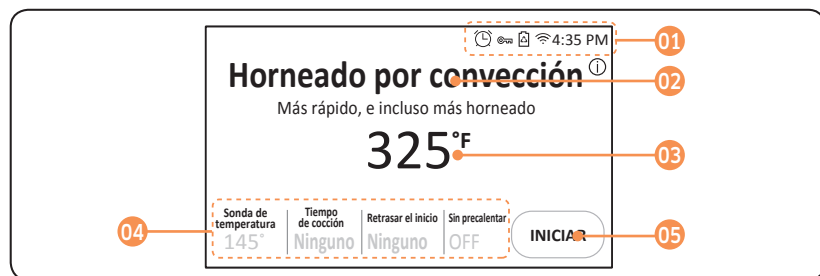 4:35 PM
01
Horneado por convección
02
Más rápido, e incluso más horneado
325°F
03
04
Sonda de temperatura
145°
Tiempo de cocción
Ninguno
Retrasar el inicio
Ninguno
Sin precalentar
OFF
INICIAR
05